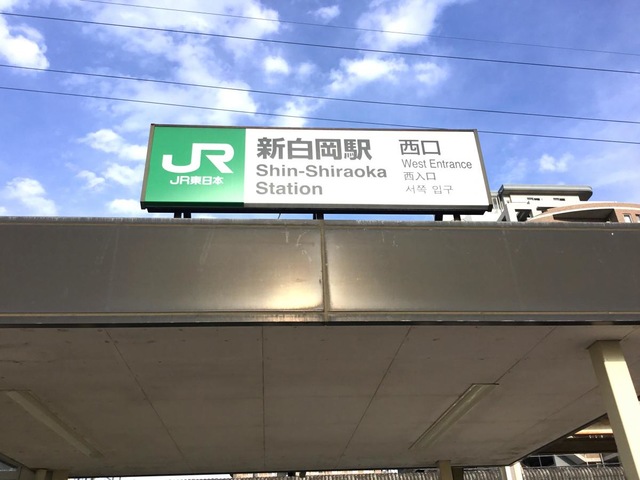 JR
JR東日本
新白岡駅
Shin-Shiraoka
Station
西口
West Entrance
西入口
서쪽 입구